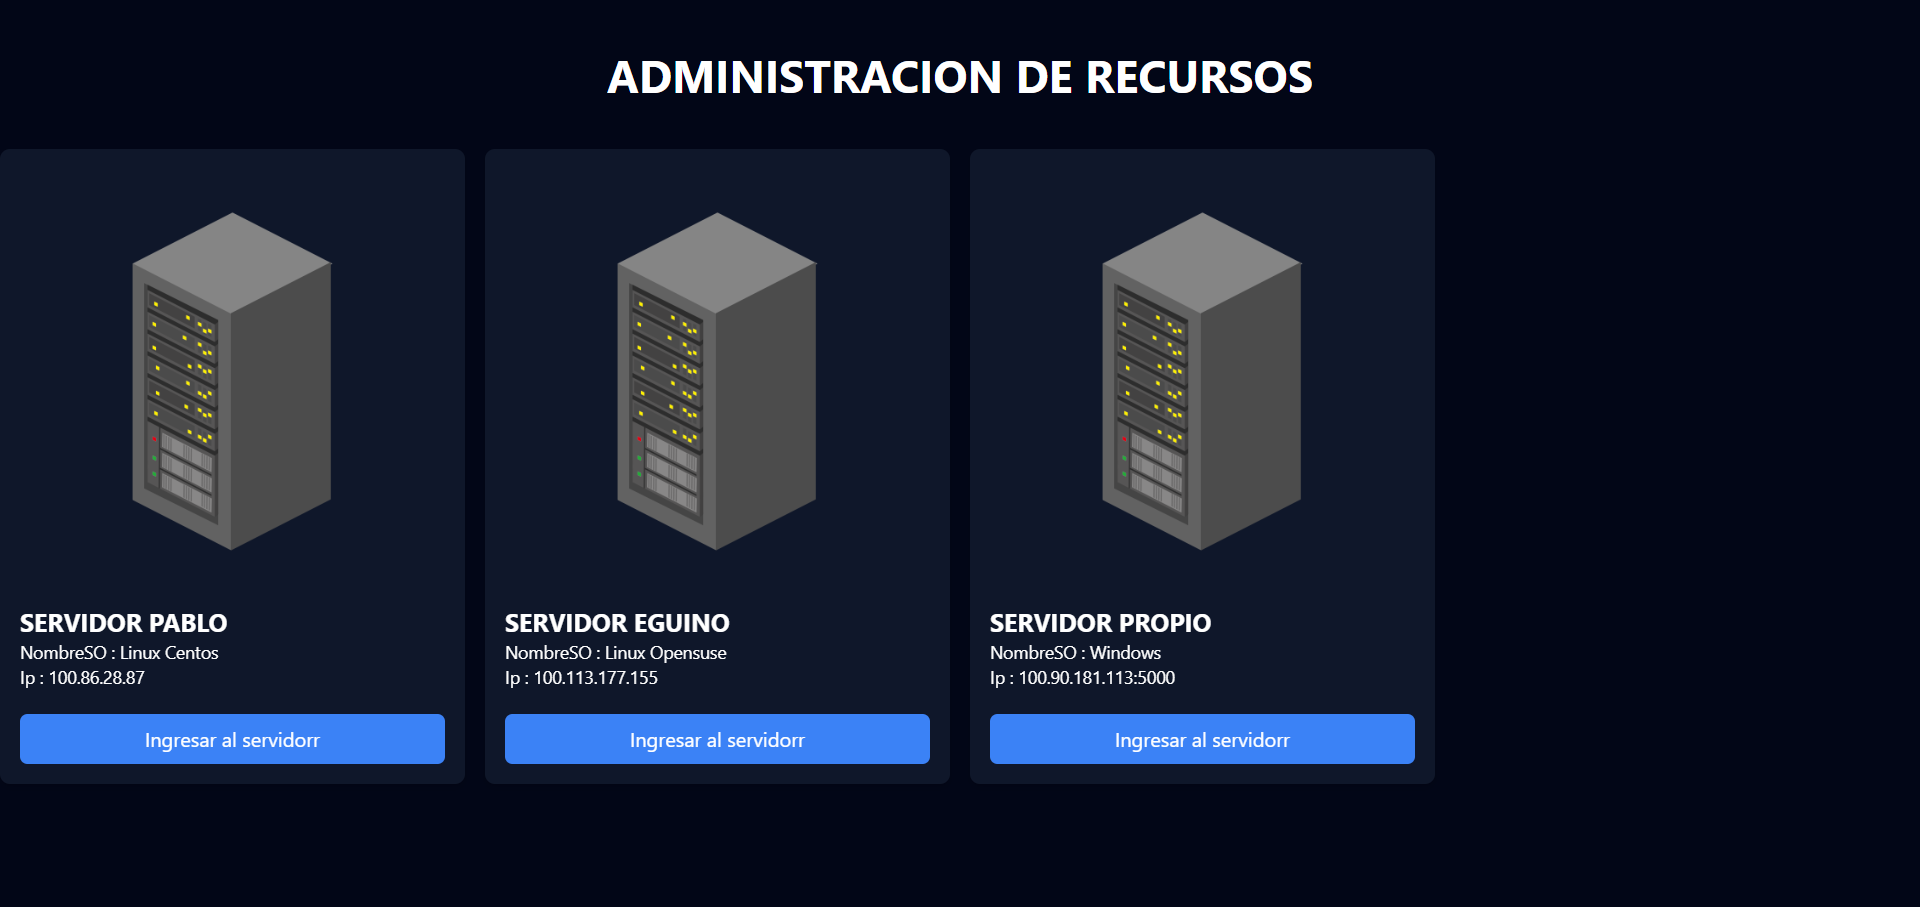 ADMINISTRACION DE RECURSOS
SERVIDOR PABLO
NombreSO : Linux Centos
Ip : 100.86.28.87
Ingresar al servidorr
SERVIDOR EGUINO
NombreSO : Linux Opensuse
Ip : 100.113.177.155
Ingresar al servidorr
SERVIDOR PROPIO
NombreSO : Windows
Ip : 100.90.181.113:5000
Ingresar al servidorr